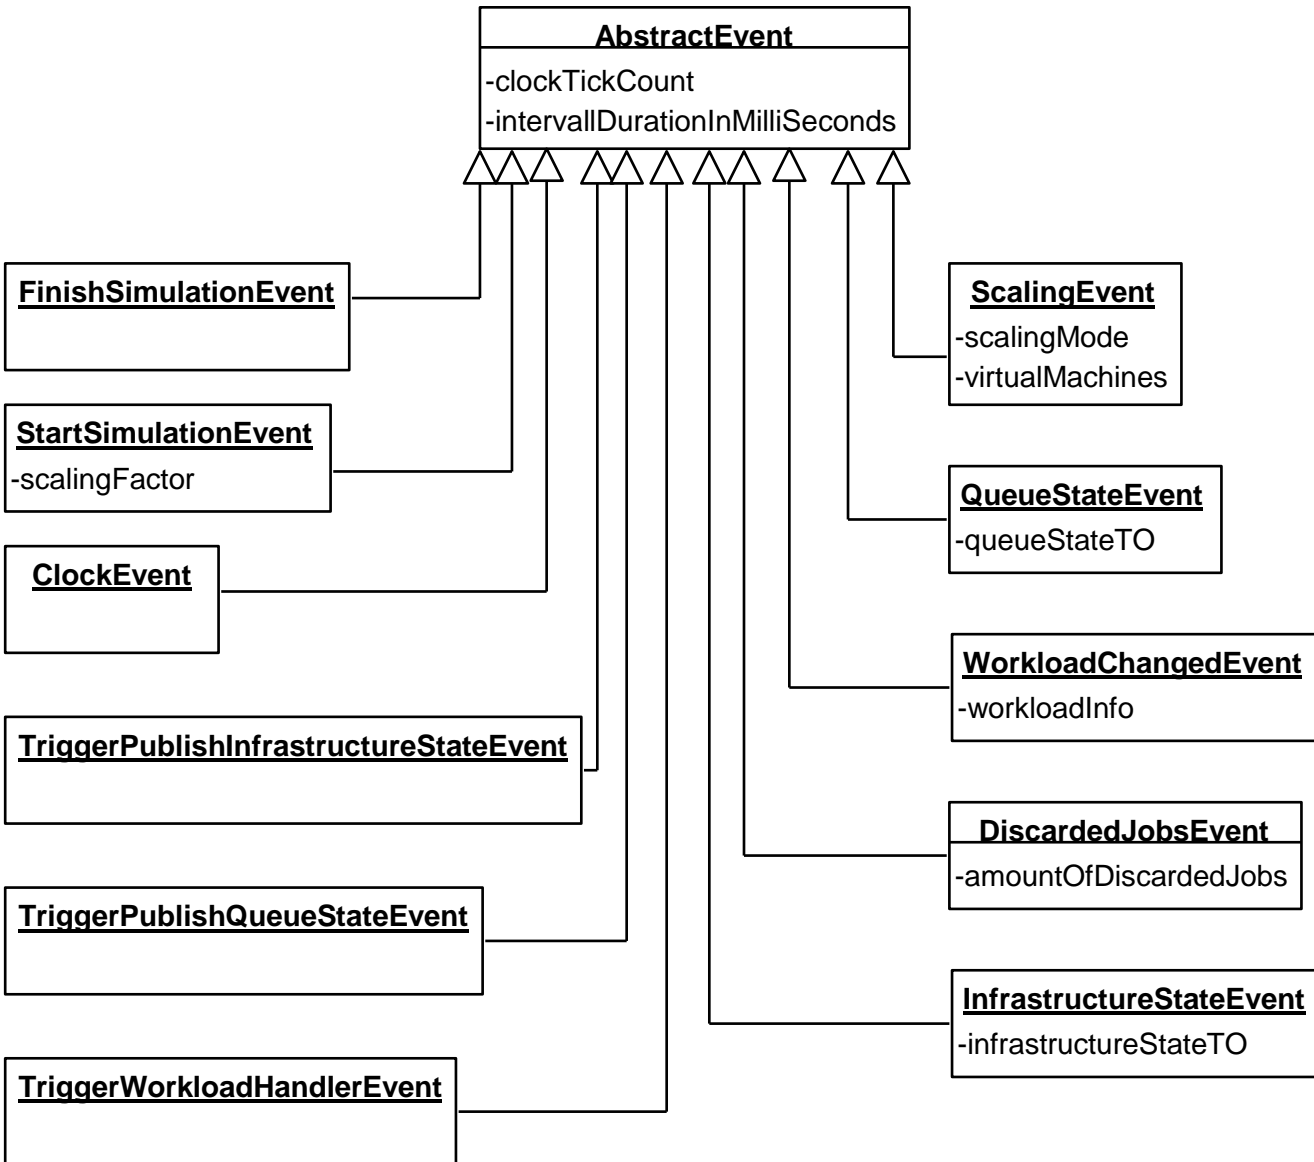 AbstractEvent
-clockTickCount
-intervallDurationInMilliSeconds
FinishSimulationEvent
StartSimulationEvent
-scalingFactor
ClockEvent
TriggerPublishInfrastructureStateEvent
TriggerPublishQueueStateEvent
TriggerWorkloadHandlerEvent
ScalingEvent
-scalingMode
-virtualMachines
QueueStateEvent
-queueStateTO
WorkloadChangedEvent
-workloadInfo
DiscardedJobsEvent
-amountOfDiscardedJobs
InfrastructureStateEvent
-infrastructureStateTO